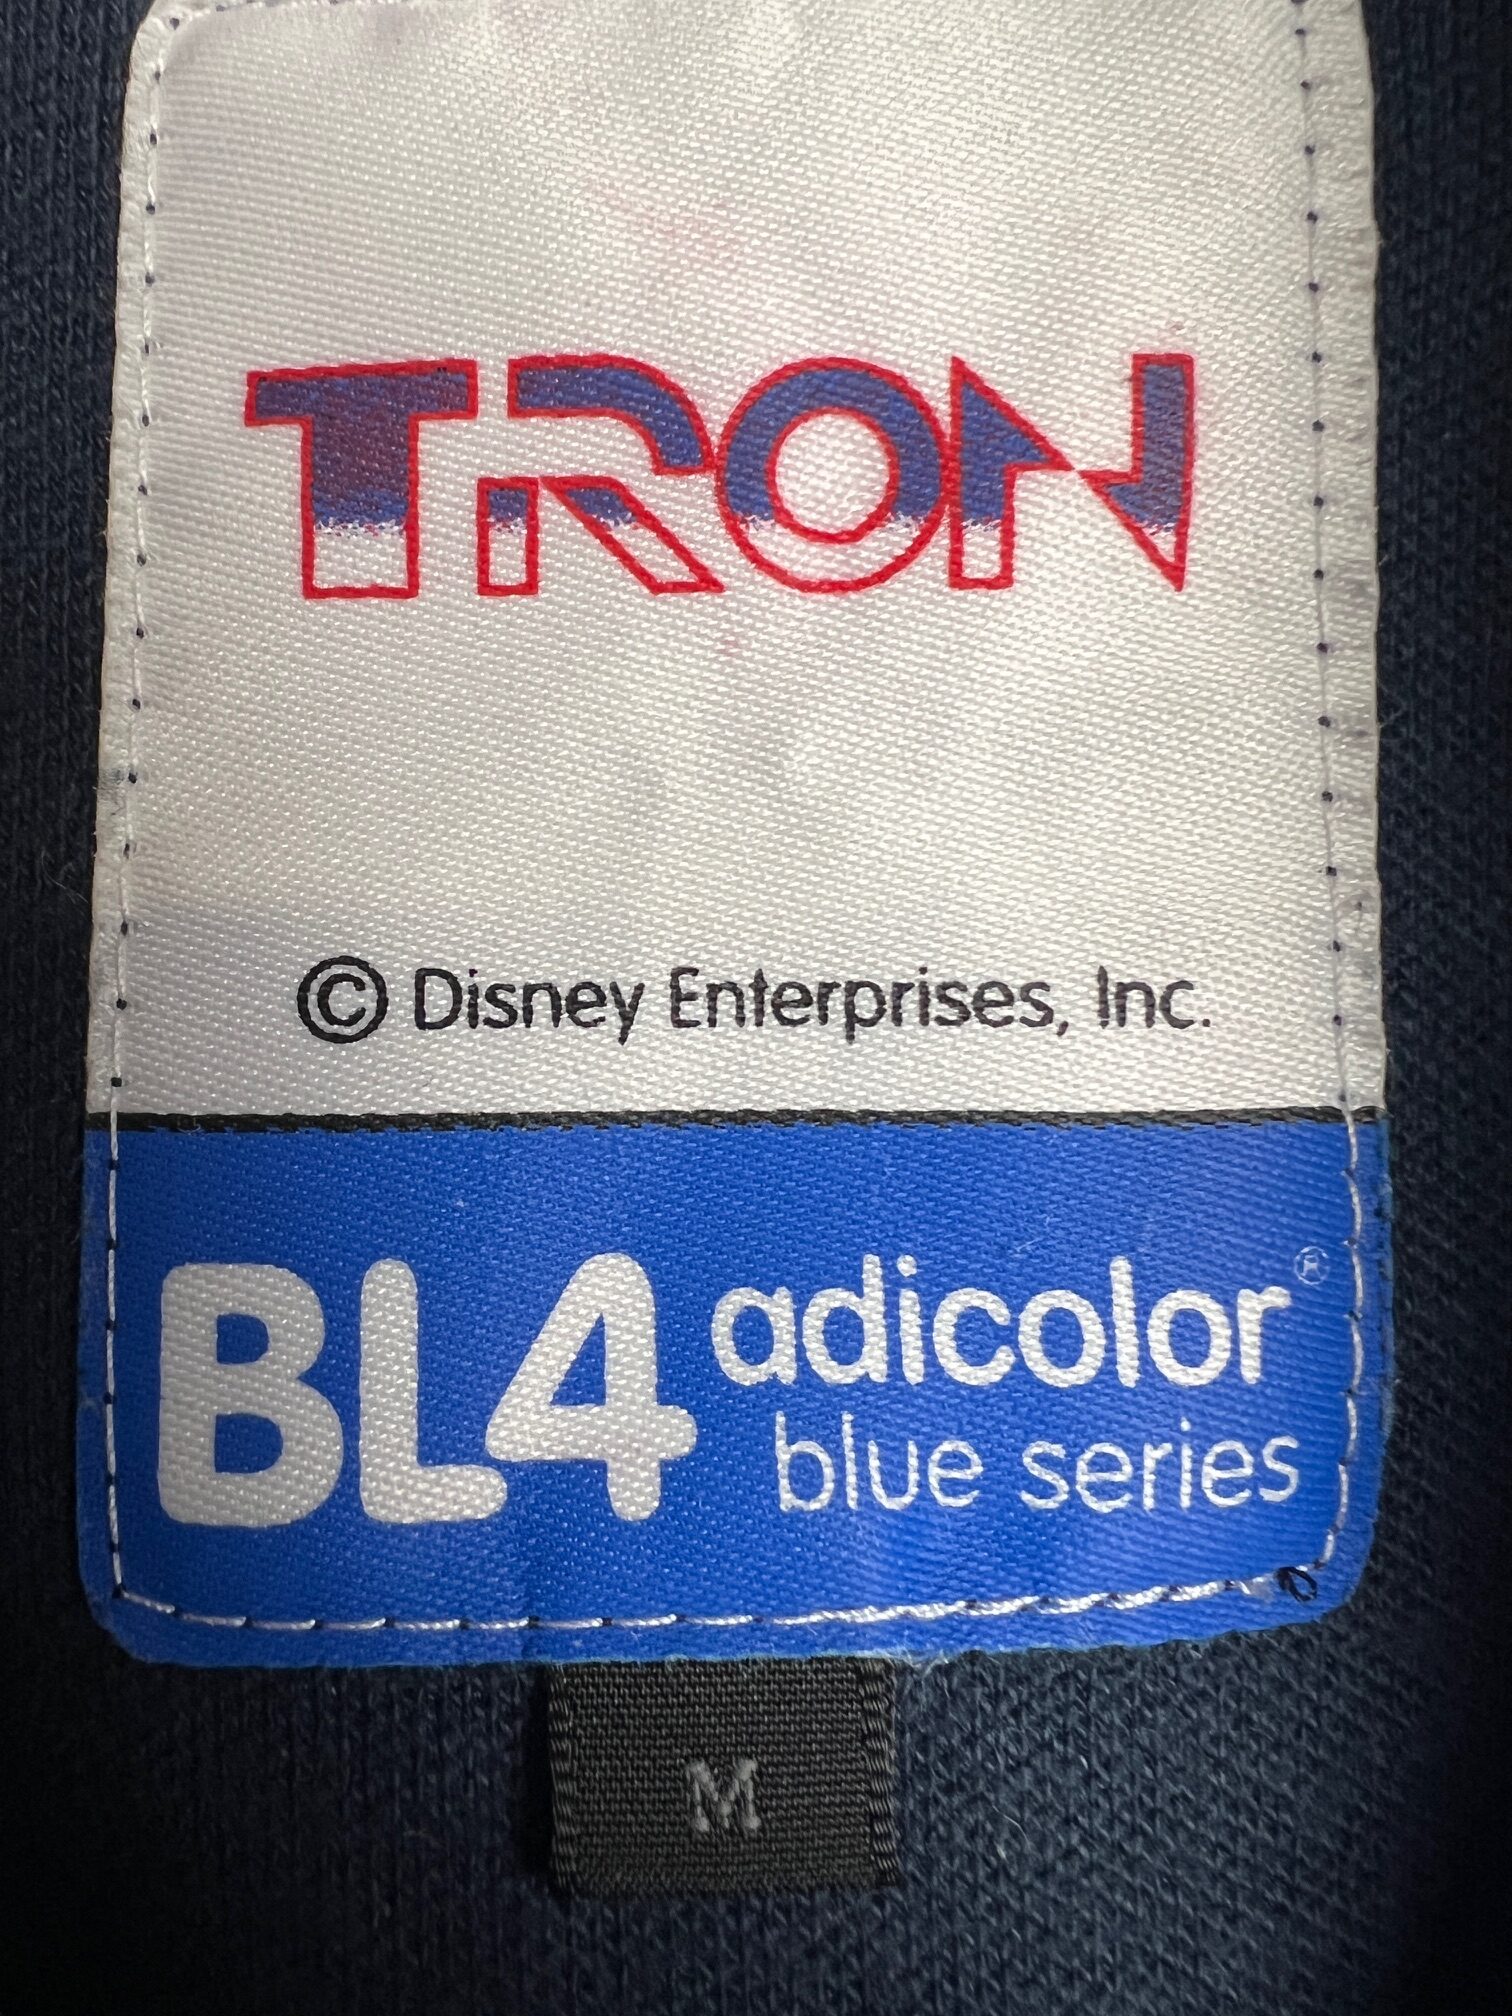 TRON
© Disney Enterprises, Inc.
BL4 adicolor®
blue series
M